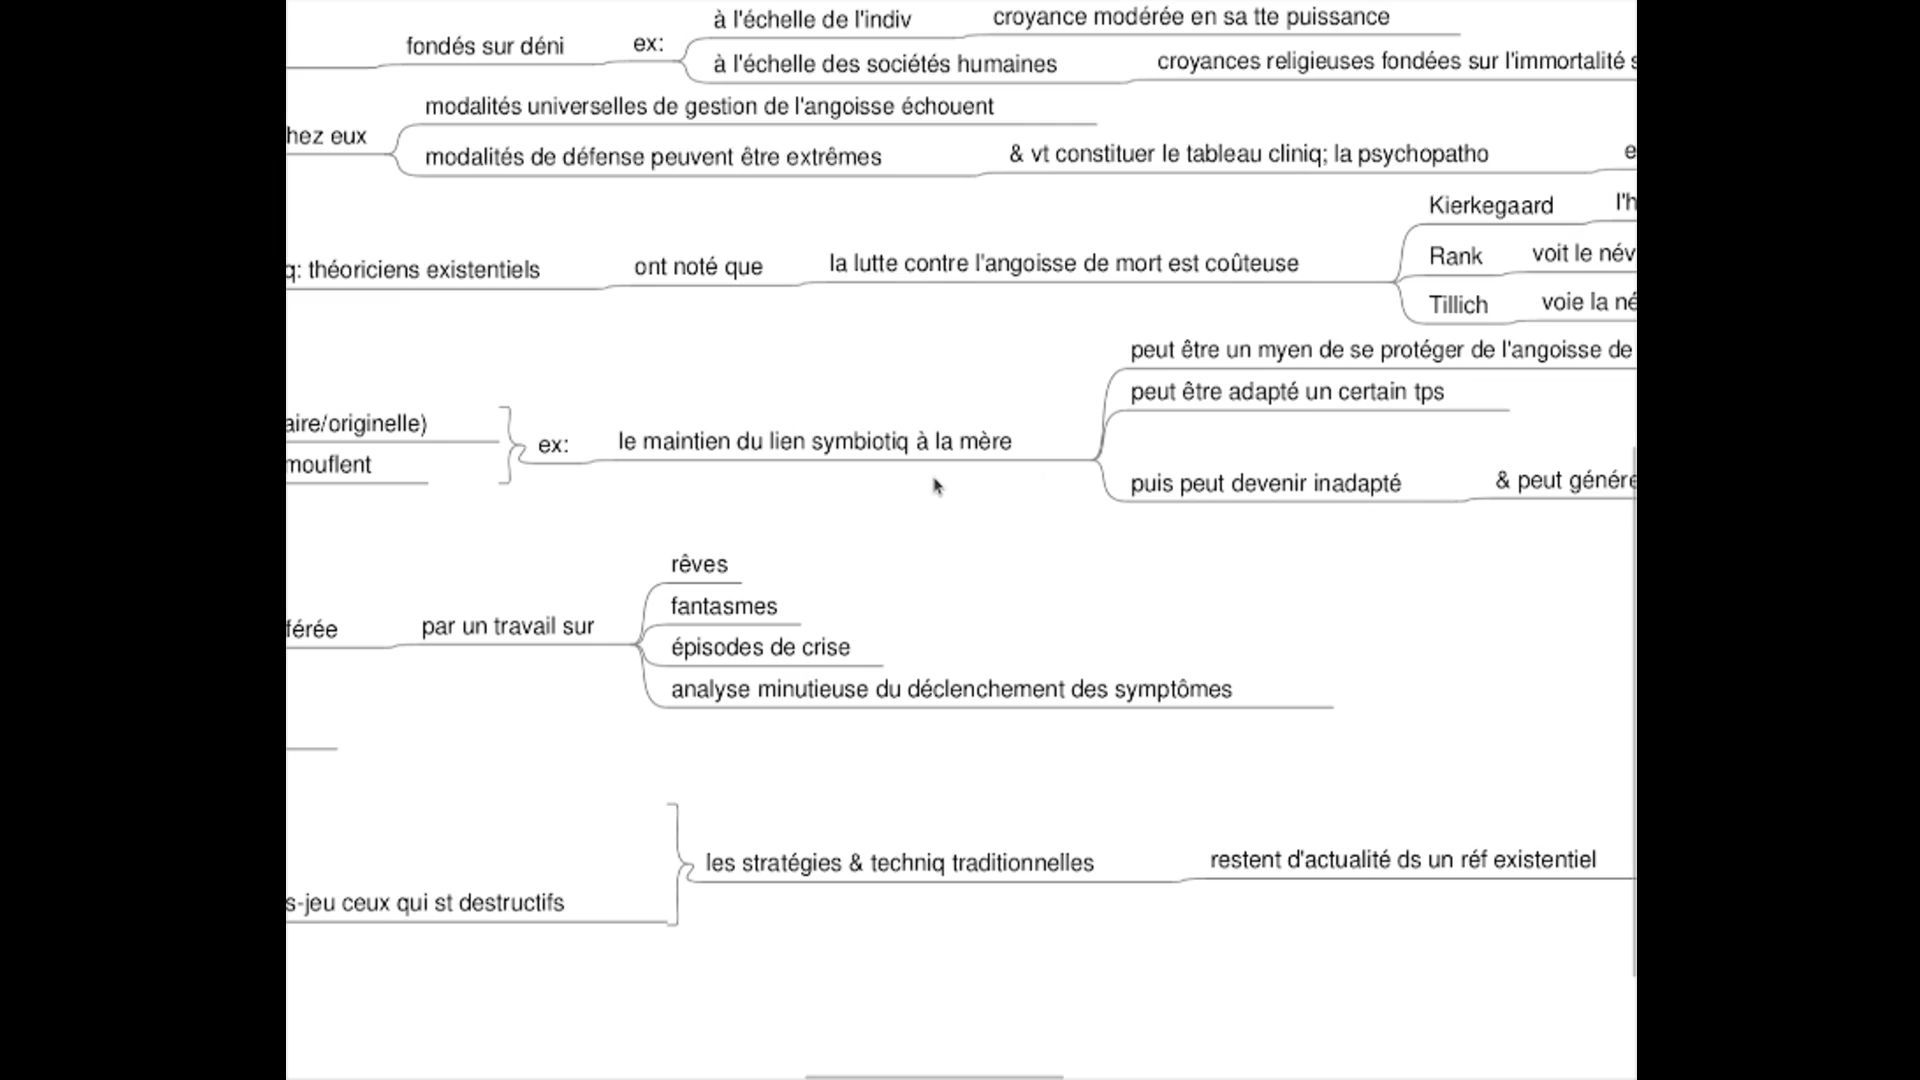 à l'échelle de l'indiv croyance modérée en sa tte puissance
fondés sur déni ex:
à l'échelle des sociétés humaines croyances religieuses fondées sur l'immortalité s
modalités universelles de gestion de l'angoisse échouent
hez eux
modalités de défense peuvent être extrêmes & vt constituer le tableau cliniq; la psychopatho e
Kierkegaard l'h
q: théoriciens existentiels ont noté que la lutte contre l'angoisse de mort est coûteuse Rank voit le név
Tillich voie la né
peut être un myen de se protéger de l'angoisse de
peut être adapté un certain tps
aire/originelle)
ex: le maintien du lien symbiotiq à la mère
mouflent
puis peut devenir inadapté & peut génére
rêves
fantasmes
férée par un travail sur
épisodes de crise
analyse minutieuse du déclenchement des symptômes
les stratégies & techniq traditionnelles restent d'actualité ds un réf existentiel
s-jeu ceux qui st destructifs